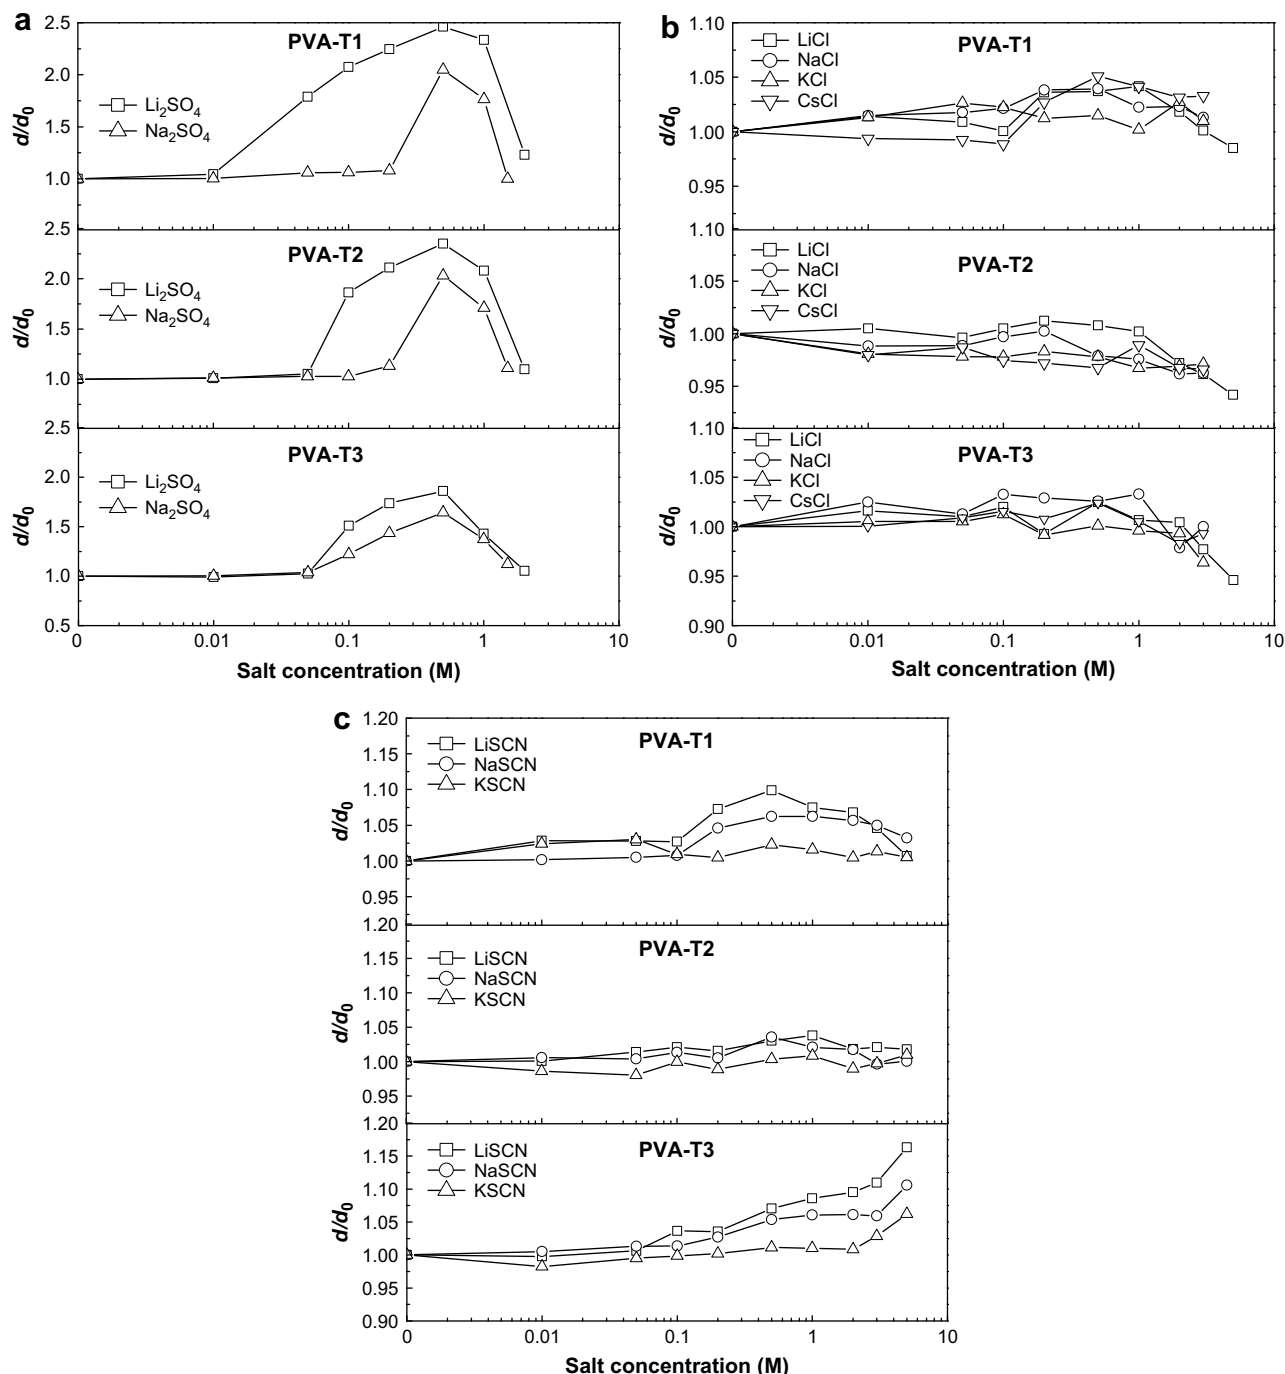 a
2.5
2.0
1.5
1.0
d/d0
PVA-T1
Li2SO4
Na2SO4
2.5
2.0
1.5
1.0
d/d0
PVA-T2
Li2SO4
Na2SO4
2.5
2.0
1.5
1.0
0.5
d/d0
PVA-T3
Li2SO4
Na2SO4
0 0.01 0.1 1 10
Salt concentration (M)
b
1.10
1.05
1.00
0.95
d/d0
PVA-T1
LiCl
NaCl
KCl
CsCl
1.10
1.05
1.00
0.95
d/d0
PVA-T2
LiCl
NaCl
KCl
CsCl
1.10
1.05
1.00
0.95
0.90
d/d0
PVA-T3
LiCl
NaCl
KCl
CsCl
0 0.01 0.1 1 10
Salt concentration (M)
c
1.20
1.15
1.10
1.05
1.00
0.95
d/d0
PVA-T1
LiSCN
NaSCN
KSCN
1.20
1.15
1.10
1.05
1.00
0.95
d/d0
PVA-T2
LiSCN
NaSCN
KSCN
1.20
1.15
1.10
1.05
1.00
0.95
0.90
d/d0
PVA-T3
LiSCN
NaSCN
KSCN
0 0.01 0.1 1 10
Salt concentration (M)